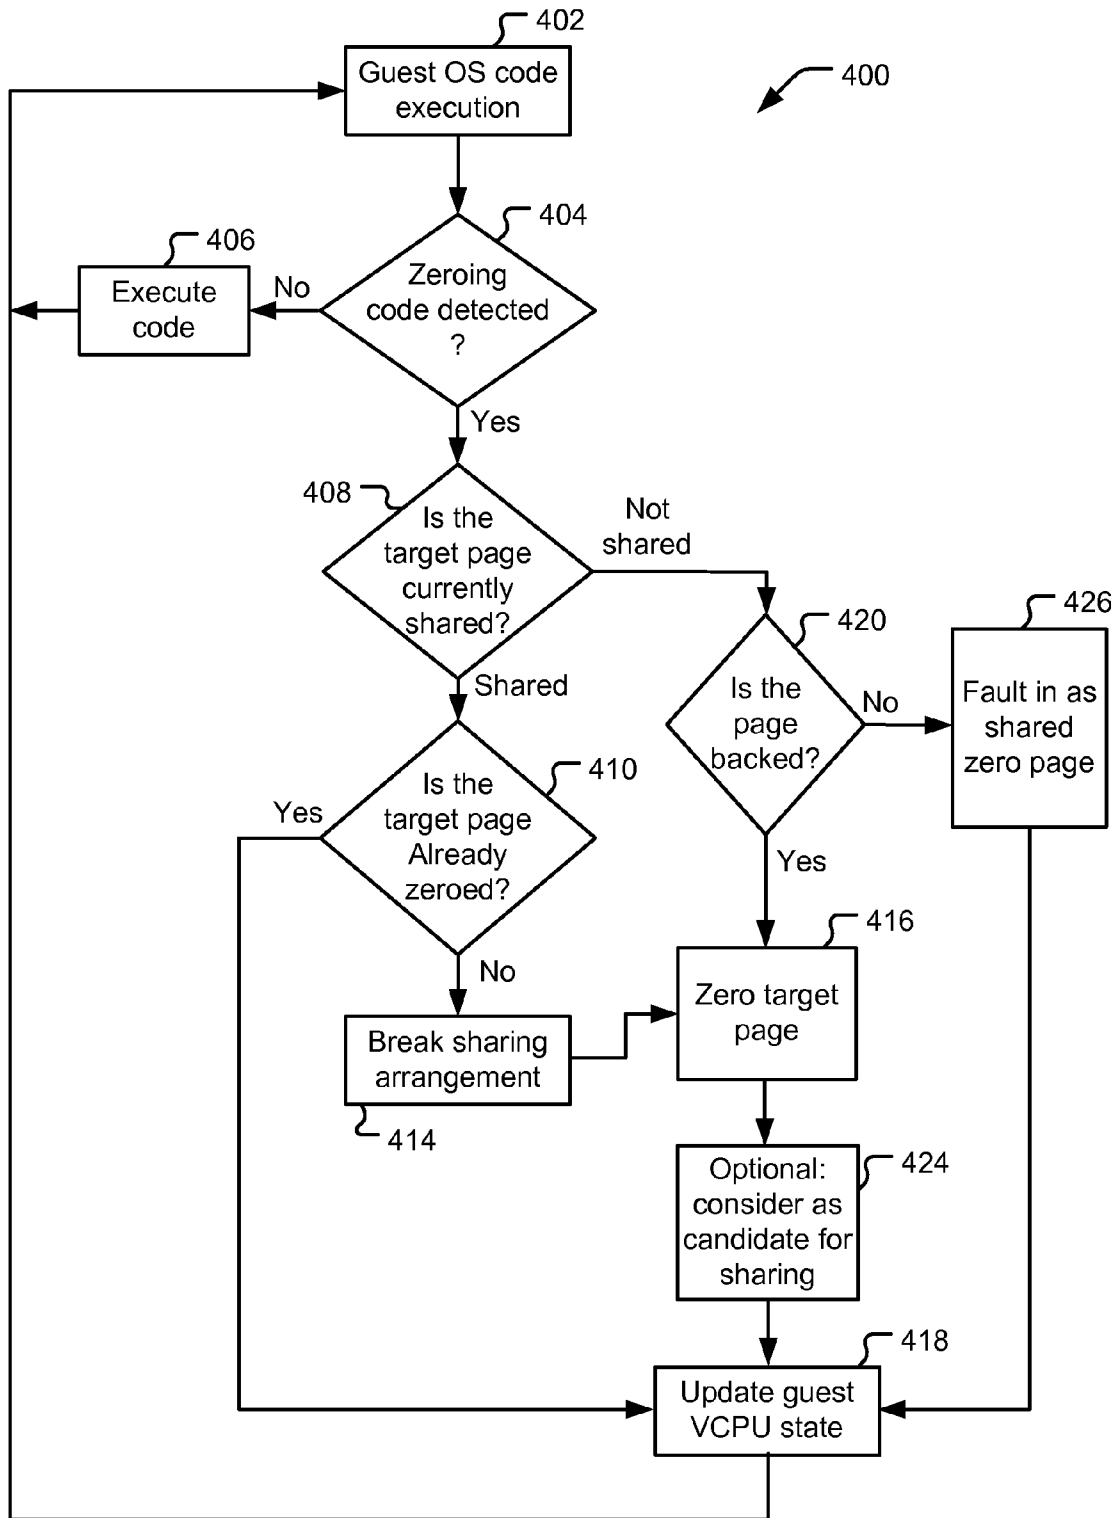 402
Guest OS code
execution
400
404
Zeroing
code detected
?
406
Execute
code
No
Yes
408
Is the
target page
currently
shared?
Not
shared
Shared
420
Is the
page
backed?
No
426
Fault in as
shared
zero page
410
Is the
target page
Already
zeroed?
Yes
Yes
No
416
Zero target
page
Break sharing
arrangement
414
424
Optional:
consider as
candidate for
sharing
418
Update guest
VCPU state